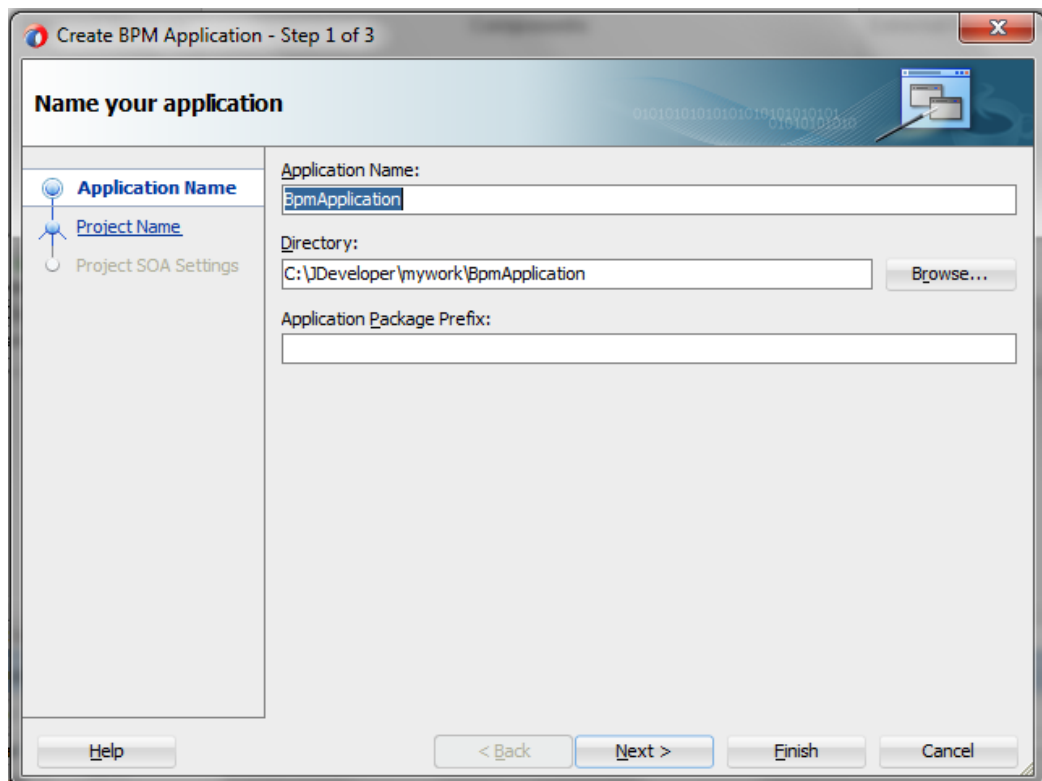 Create BPM Application - Step 1 of 3
Name your application
Application Name
Project Name
Project SOA Settings
Application Name:
BpmApplication
Directory:
C:\JDeveloper\mywork\BpmApplication
Browse...
Application Package Prefix:
Help
< Back
Next >
Finish
Cancel